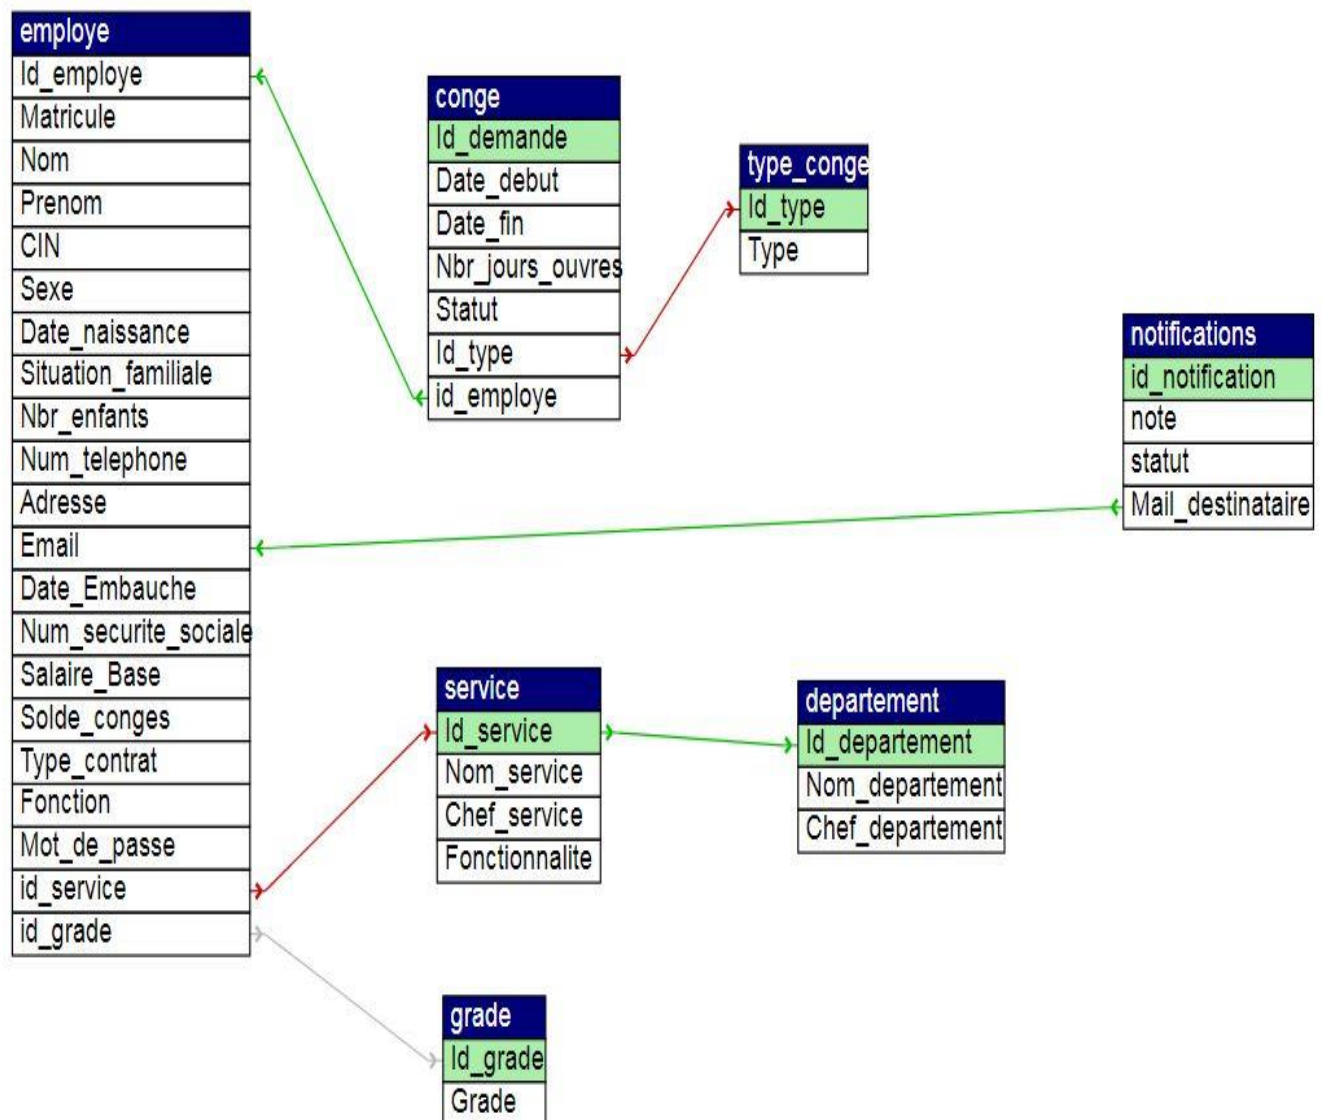 employe
Id_employe
Matricule
Nom
Prenom
CIN
Sexe
Date_naissance
Situation_familiale
Nbr_enfants
Num_telephone
Adresse
Email
Date_Embauche
Num_securite_sociale
Salaire_Base
Solde_conges
Type_contrat
Fonction
Mot_de_passe
id_service
id_grade
conge
Id_demande
Date_debut
Date_fin
Nbr_jours_ouvres
Statut
Id_type
id_employe
type_conge
Id_type
Type
notifications
id_notification
note
statut
Mail_destinataire
service
Id_service
Nom_service
Chef_service
Fonctionnalite
departement
Id_departement
Nom_departement
Chef_departement
grade
Id_grade
Grade